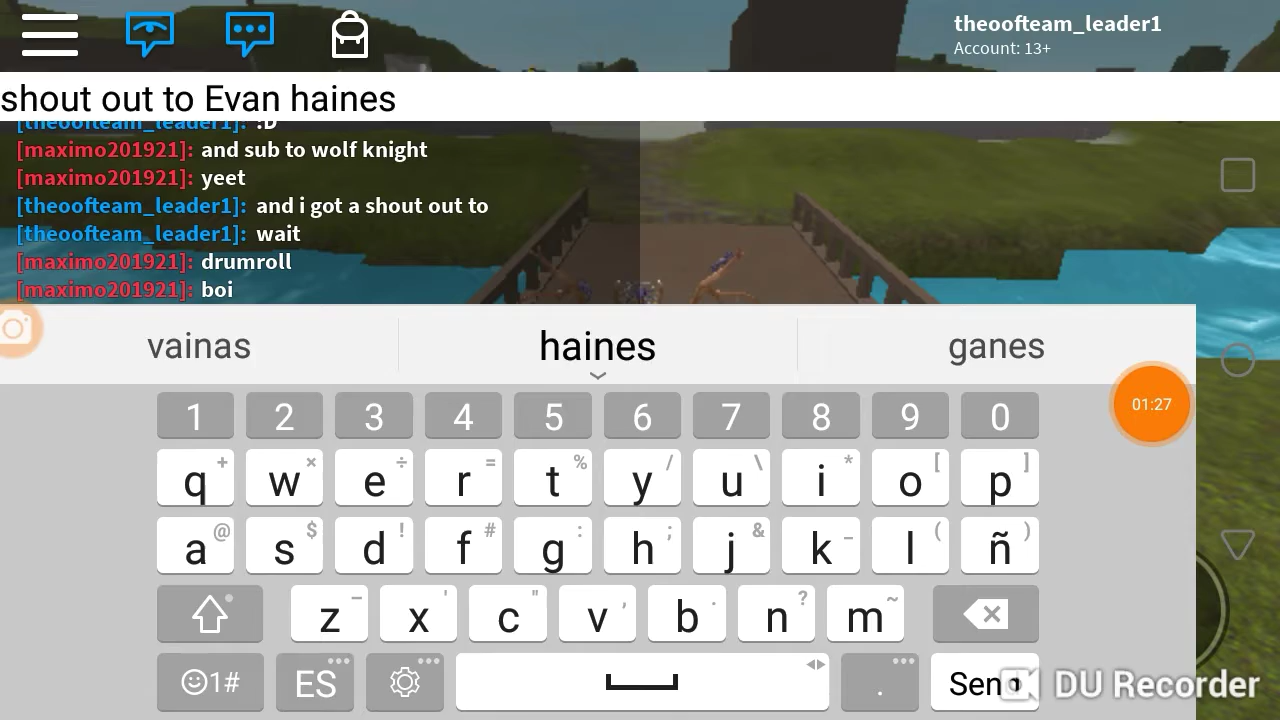 theoofteam_leader1
Account: 13+
shout out to Evan haines
[theoofteam_leader1]: :D
[maximo201921]: and sub to wolf knight
[maximo201921]: yeet
[theoofteam_leader1]: and i got a shout out to
[theoofteam_leader1]: wait
[maximo201921]: drumroll
[maximo201921]: boi
vainas haines ganes
01:27
1 2 3 4 5 6 7 8 9 0
q + w × e ÷ r = t % y / u \ i * o [ p ]
a @ s $ d ! f # g : h ; j & k _ l ( ñ )
z – x ' c " v , b . n ? m ~
1# ES . Send
DU Recorder